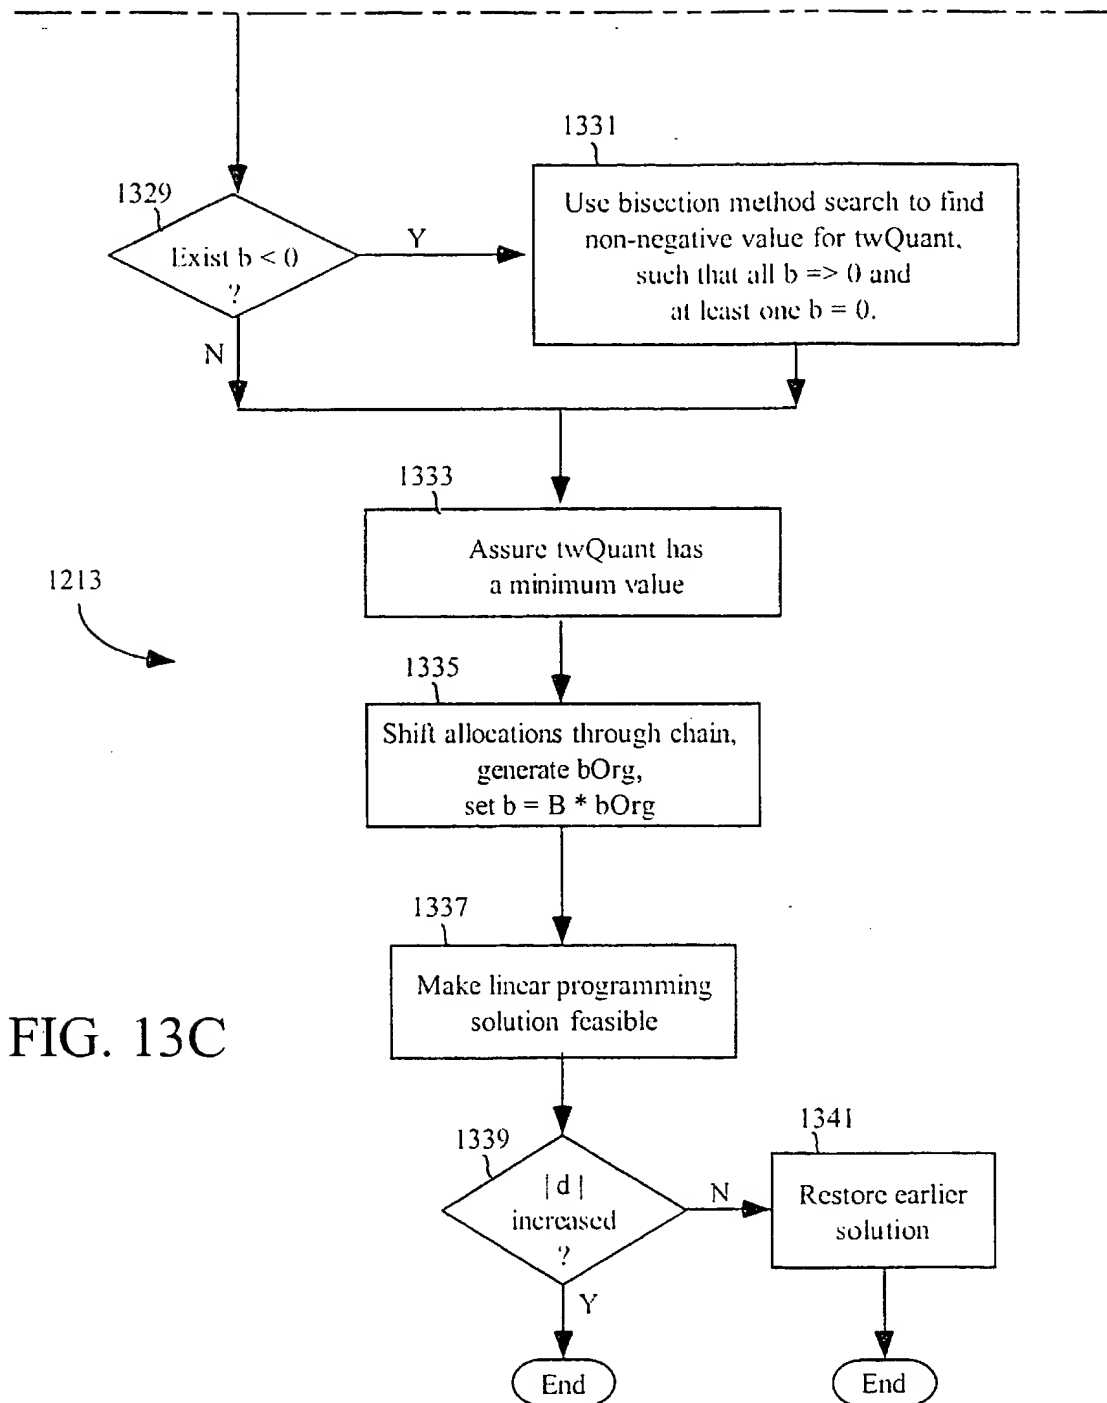 1331
Use bisection method search to find
non-negative value for twQuant,
such that all b => 0 and
at least one b = 0.
1329
Exist b < 0
?
Y
N
1333
Assure twQuant has
a minimum value
1213
1335
Shift allocations through chain,
generate bOrg,
set b = B * bOrg
1337
Make linear programming
solution feasible
FIG. 13C
1339
| d |
increased
?
N
Y
1341
Restore earlier
solution
End
End